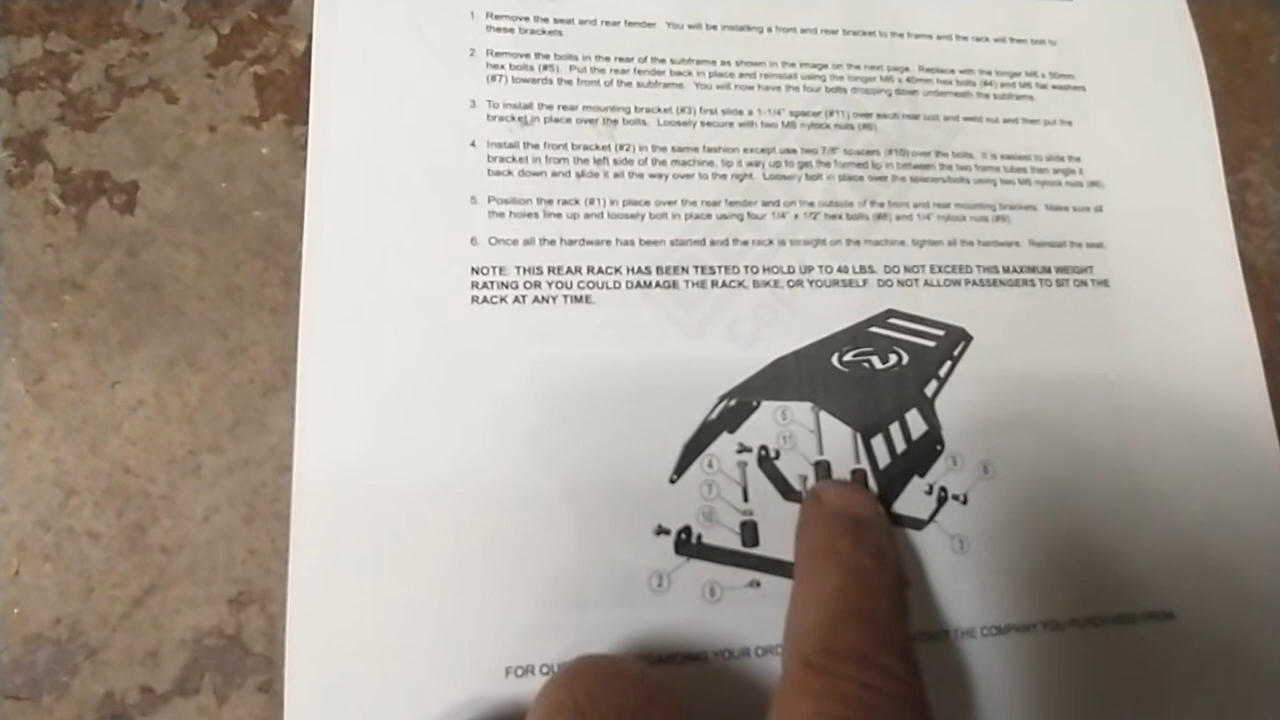 1. Remove the seat and rear fender. You will be installing a front and rear bracket to the frame and the rack will then bolt to
these brackets.
2. Remove the bolts in the rear of the subframe as shown in the image on the next page. Replace with the longer M6 x 50mm
hex bolts (#5). Put the rear fender back in place and reinstall using the longer M6 x 40mm hex bolts (#4) and M6 flat washers
(#7) towards the front of the subframe. You will now have the four bolts dropping down underneath the subframe.
3. To install the rear mounting bracket (#3) first slide a 1-1/4" spacer (#11) over each rear bolt and weld nut and then put the
bracket in place over the bolts. Loosely secure with two M6 nylock nuts (#6).
4. Install the front bracket (#2) in the same fashion except use two 7/8" spacers (#10) over the bolts. It is easiest to slide the
bracket in from the left side of the machine, tip it way up to get the formed lip in between the two frame tubes then angle it
back down and slide it all the way over to the right. Loosely bolt in place over the spacers/bolts using two M6 nylock nuts (#6).
5. Position the rack (#1) in place over the rear fender and on the outside of the front and rear mounting brackets. Make sure all
the holes line up and loosely bolt in place using four 1/4" x 1/2" hex bolts (#8) and 1/4" nylock nuts (#9).
6. Once all the hardware has been started and the rack is straight on the machine, tighten all the hardware. Reinstall the seat.
NOTE: THIS REAR RACK HAS BEEN TESTED TO HOLD UP TO 40 LBS. DO NOT EXCEED THIS MAXIMUM WEIGHT
RATING OR YOU COULD DAMAGE THE RACK, BIKE, OR YOURSELF. DO NOT ALLOW PASSENGERS TO SIT ON THE
RACK AT ANY TIME.
5
11
4
7
10
2
6
3
FOR YOUR THE COMPANY YOU PURCHASED FROM